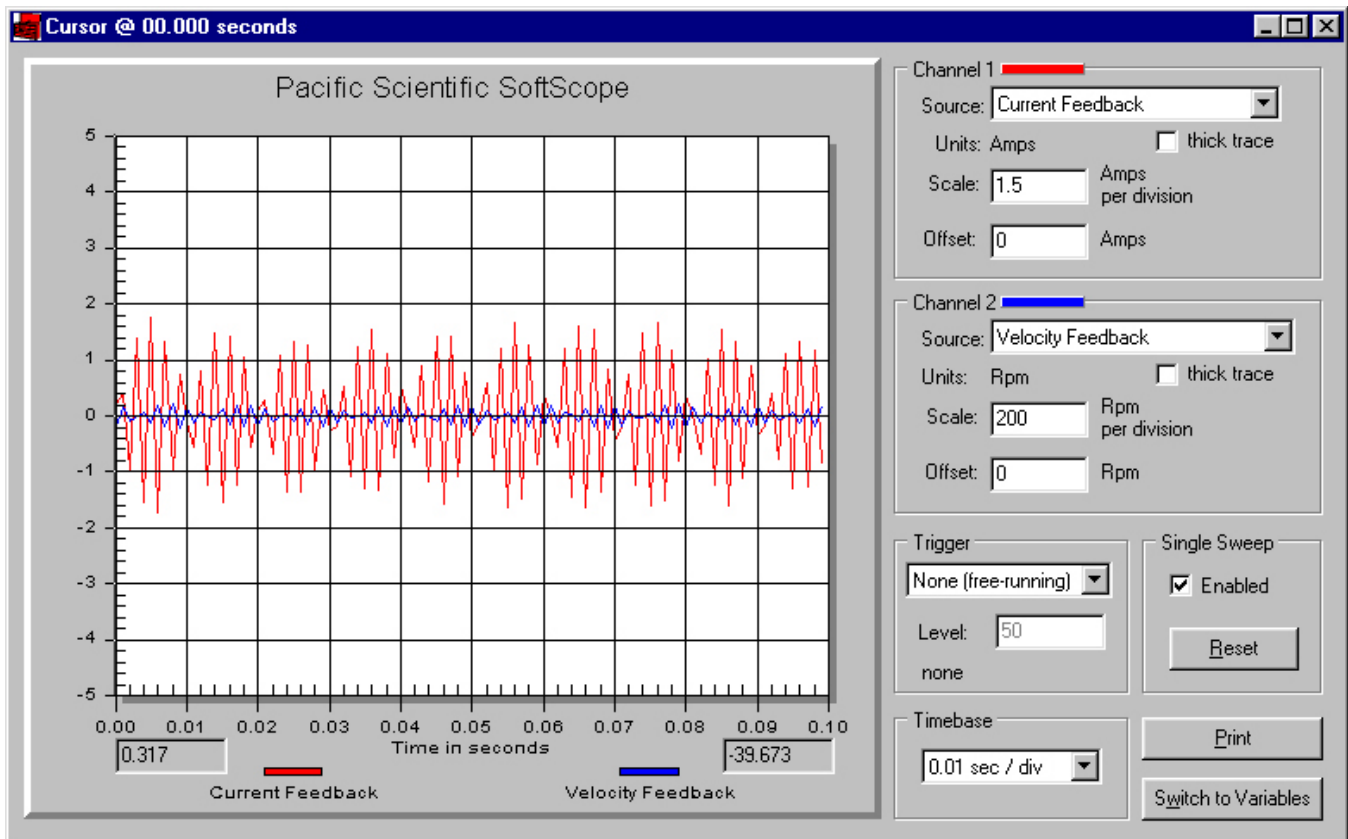 Cursor @ 00.000 seconds
Pacific Scientific SoftScope
5
4
3
2
1
0
-1
-2
-3
-4
-5
0.00 0.01 0.02 0.03 0.04 0.05 0.06 0.07 0.08 0.09 0.10
Time in seconds
0.317
-39.673
Current Feedback
Velocity Feedback
Channel 1
Source: Current Feedback
Units: Amps
thick trace
Scale: 1.5 Amps
per division
Offset: 0 Amps
Channel 2
Source: Velocity Feedback
Units: Rpm
thick trace
Scale: 200 Rpm
per division
Offset: 0 Rpm
Trigger
None (free-running)
Level: 50
none
Single Sweep
Enabled
Reset
Timebase
0.01 sec / div
Print
Switch to Variables